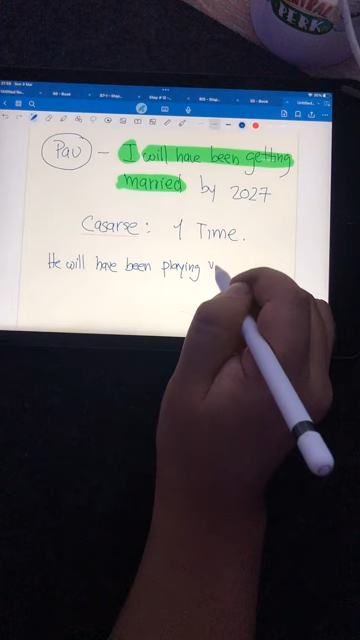 Pau — I will have been getting
married by 2027
Casarse: 1 Time.
He will have been playing v